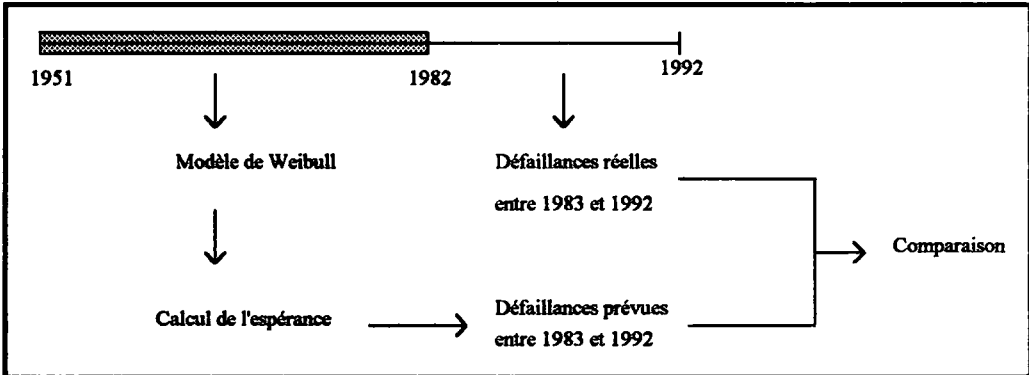 1951
1982
1992
Modèle de Weibull
Défaillances réelles
entre 1983 et 1992
Comparaison
Calcul de l'espérance
Défaillances prévues
entre 1983 et 1992